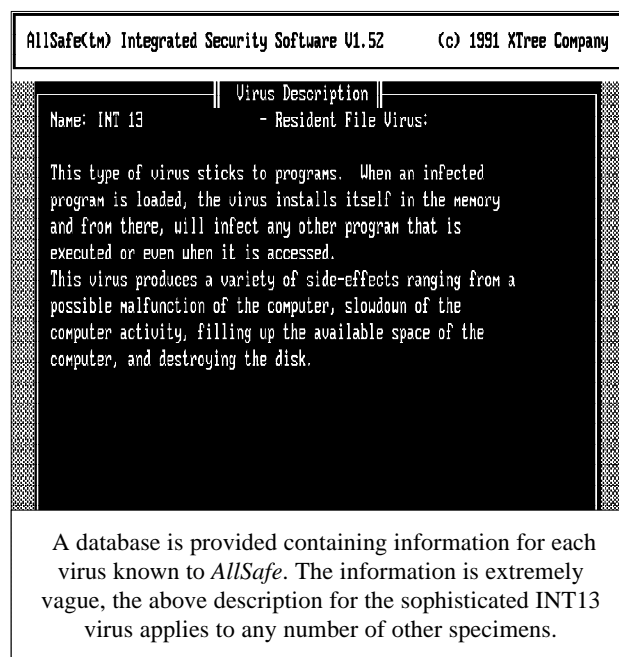 AllSafe(tm) Integrated Security Software V1.52 (c) 1991 XTree Company
Virus Description
Name: INT 13 - Resident File Virus:
This type of virus sticks to programs. When an infected
program is loaded, the virus installs itself in the memory
and from there, will infect any other program that is
executed or even when it is accessed.
This virus produces a variety of side-effects ranging from a
possible malfunction of the computer, slowdown of the
computer activity, filling up the available space of the
computer, and destroying the disk.
A database is provided containing information for each
virus known to AllSafe. The information is extremely
vague, the above description for the sophisticated INT13
virus applies to any number of other specimens.